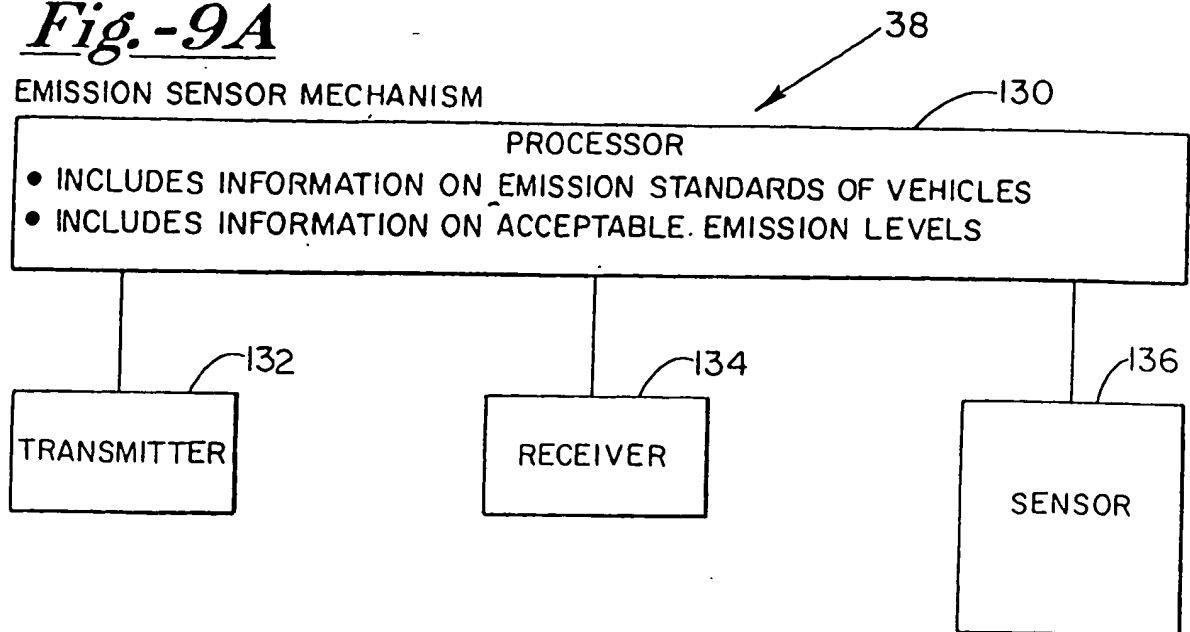 Fig.-9A
38
EMISSION SENSOR MECHANISM
130
PROCESSOR
• INCLUDES INFORMATION ON EMISSION STANDARDS OF VEHICLES
• INCLUDES INFORMATION ON ACCEPTABLE. EMISSION LEVELS
132
134
136
TRANSMITTER
RECEIVER
SENSOR